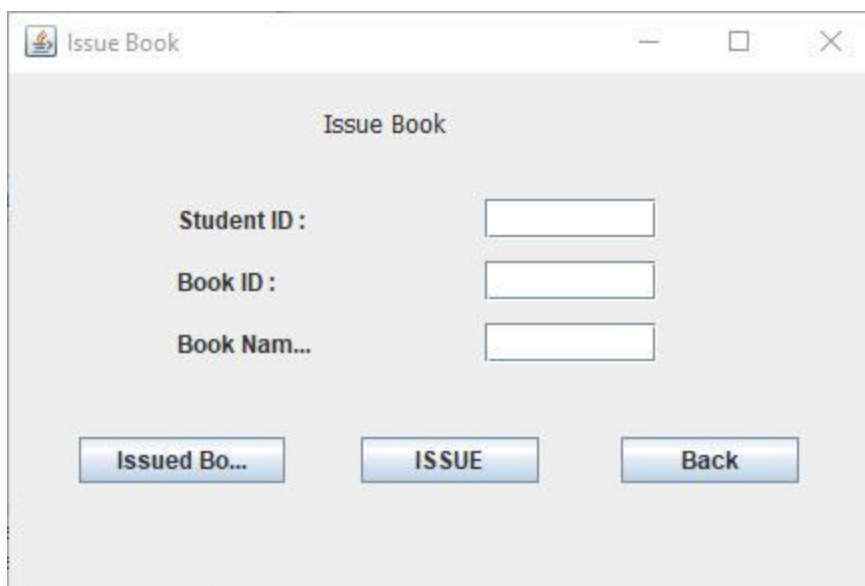 Issue Book
Issue Book
Student ID :
Book ID :
Book Nam...
Issued Bo... ISSUE Back